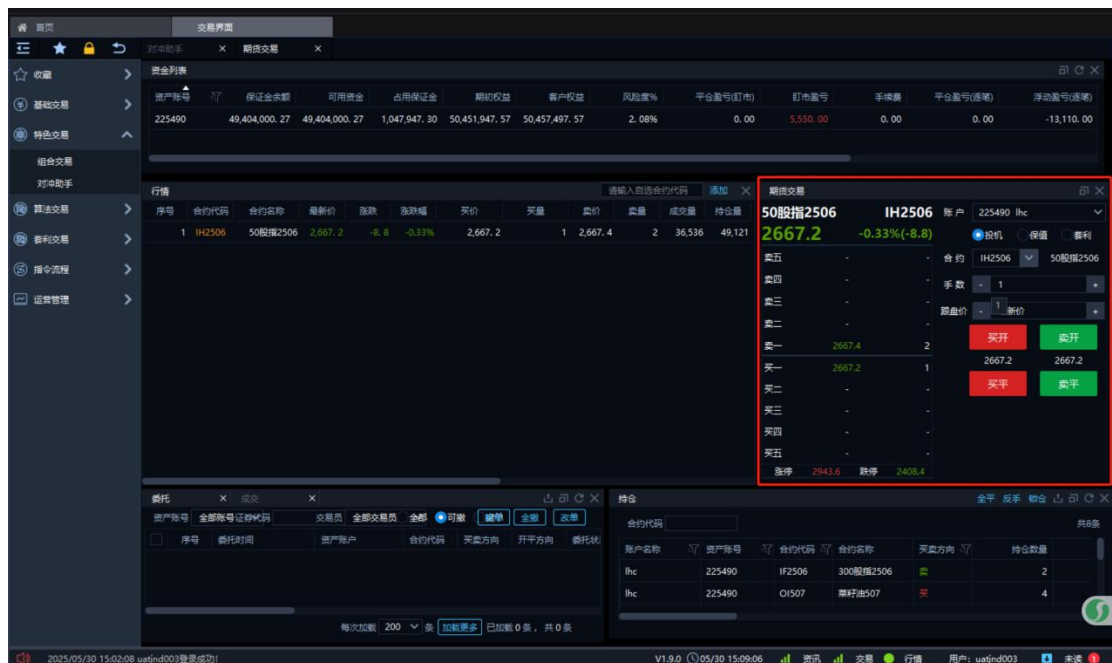 首页 交易界面
对冲助手 × 期货交易 ×
收藏
基础交易
特色交易
组合交易
对冲助手
算法交易
套利交易
指令流程
运营管理
资金列表
资产账号 保证金余额 可用资金 占用保证金 期初权益 客户权益 风险度% 平仓盈亏(盯市) 盯市盈亏 手续费 平仓盈亏(逐笔) 浮动盈亏(逐笔)
225490 49,404,000.27 49,404,000.27 1,047,947.30 50,451,947.57 50,457,497.57 2.08% 0.00 5,550.00 0.00 0.00 -13,110.00
行情 请输入自选合约代码 添加
序号 合约代码 合约名称 最新价 涨跌 涨跌幅 买价 买量 卖价 卖量 成交量 持仓量
1 IH2506 50股指2506 2,667.2 -8.8 -0.33% 2,667.2 1 2,667.4 2 36,536 49,121
期货交易
50股指2506 IH2506
2667.2 -0.33%(-8.8)
卖五 - -
卖四 - -
卖三 - -
卖二 - -
卖一 2667.4 2
买一 2667.2 1
买二 - -
买三 - -
买四 - -
买五 - -
涨停 2943.6 跌停 2408.4
账户 225490 lhc
投机 保值 套利
合约 IH2506 50股指2506
手数 - 1 +
跟盘价 - 1 新价 +
买开 卖开
2667.2 2667.2
买平 卖平
委托 × 成交 ×
资产账号 全部账号 证券代码 交易员 全部交易员 全部 可撤 撤单 全撤 改单
序号 委托时间 资产账户 合约代码 买卖方向 开平方向 委托状
每次加载 200 条 加载更多 已加载0条，共0条
持仓 全平 反手 锁仓
合约代码 共8条
账户名称 资产账号 合约代码 合约名称 买卖方向 持仓数量
lhc 225490 IF2506 300股指2506 卖 2
lhc 225490 OI507 菜籽油507 买 4
2025/05/30 15:02:08 uatjnd003登录成功! V1.9.0 05/30 15:09:06 资讯 交易 行情 用户: uatjnd003 未读 1